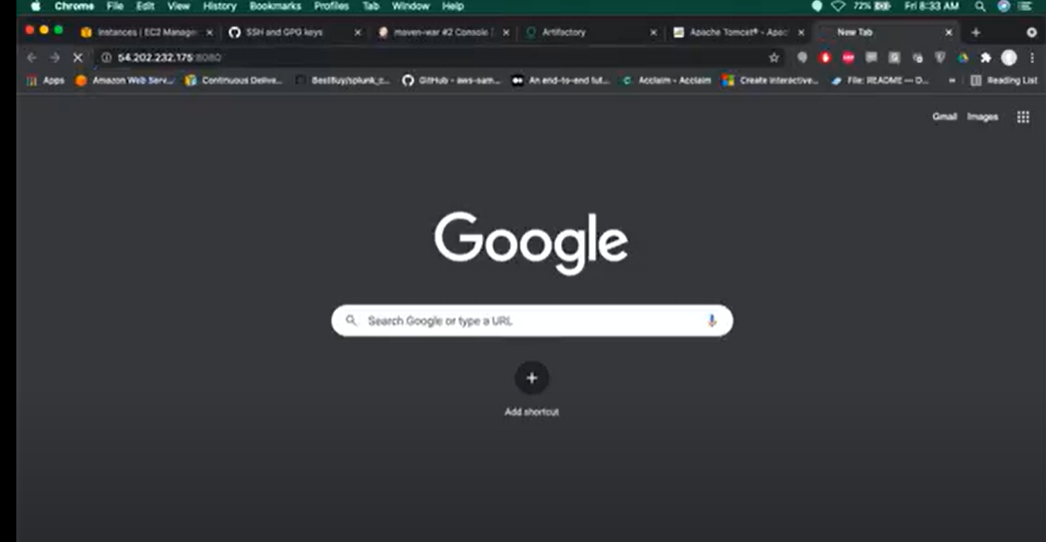 Chrome File Edit View History Bookmarks Profiles Tab Window Help 72% Fri 8:33 AM
Instances | EC2 Manage SSH and GPG keys maven-war #2 Console [ Artifactory Apache Tomcat® - Apac New Tab
54.202.232.175:8080
Apps Amazon Web Serv... Continuous Delive... BestBuy/splunk_z... GitHub - aws-sam... An end-to-end tut... Acclaim - Acclaim Create interactive... File: README — D... » Reading List
Gmail Images
Google
Search Google or type a URL
Add shortcut